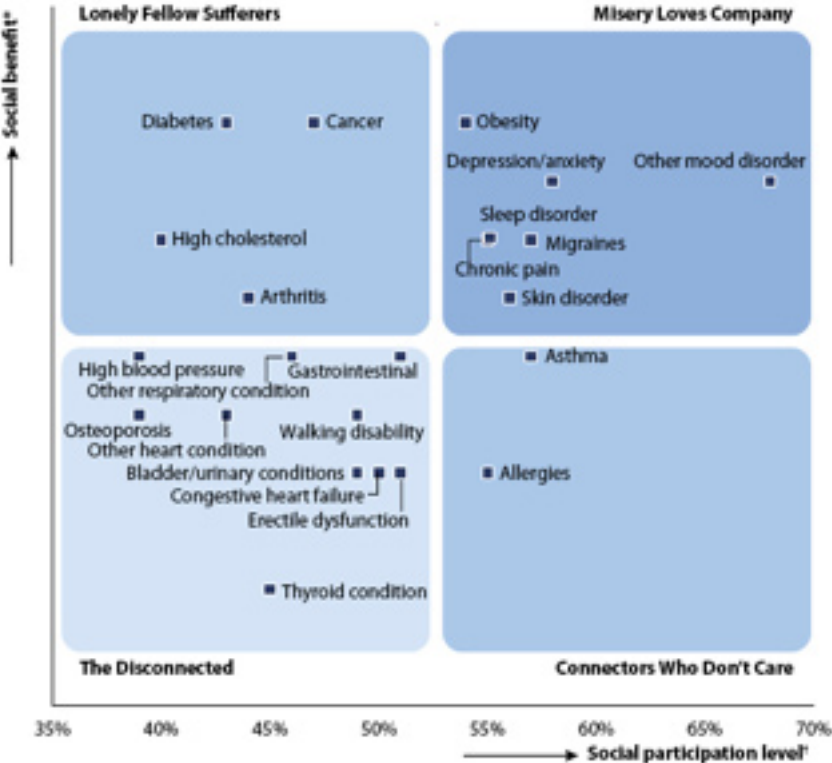 Lonely Fellow Sufferers
Misery Loves Company
Social benefit*
Diabetes
Cancer
Obesity
Depression/anxiety
Other mood disorder
Sleep disorder
High cholesterol
Migraines
Chronic pain
Arthritis
Skin disorder
High blood pressure
Gastrointestinal
Asthma
Other respiratory condition
Osteoporosis
Walking disability
Other heart condition
Bladder/urinary conditions
Allergies
Congestive heart failure
Erectile dysfunction
Thyroid condition
The Disconnected
Connectors Who Don't Care
35% 40% 45% 50% 55% 60% 65% 70%
Social participation level†